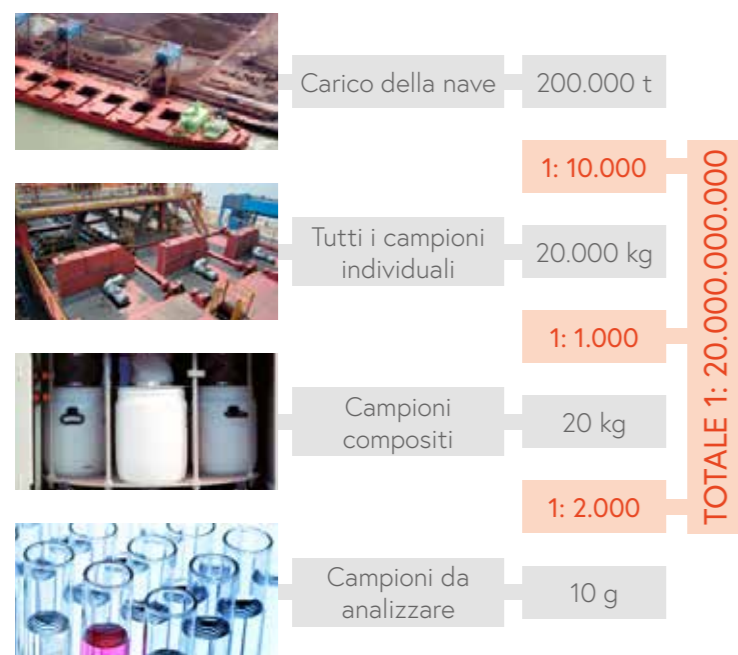 Carico della nave
200.000 t
1: 10.000
Tutti i campioni
individuali
20.000 kg
1: 1.000
Campioni
compositi
20 kg
1: 2.000
Campioni da
analizzare
10 g
TOTALE 1: 20.000.000.000